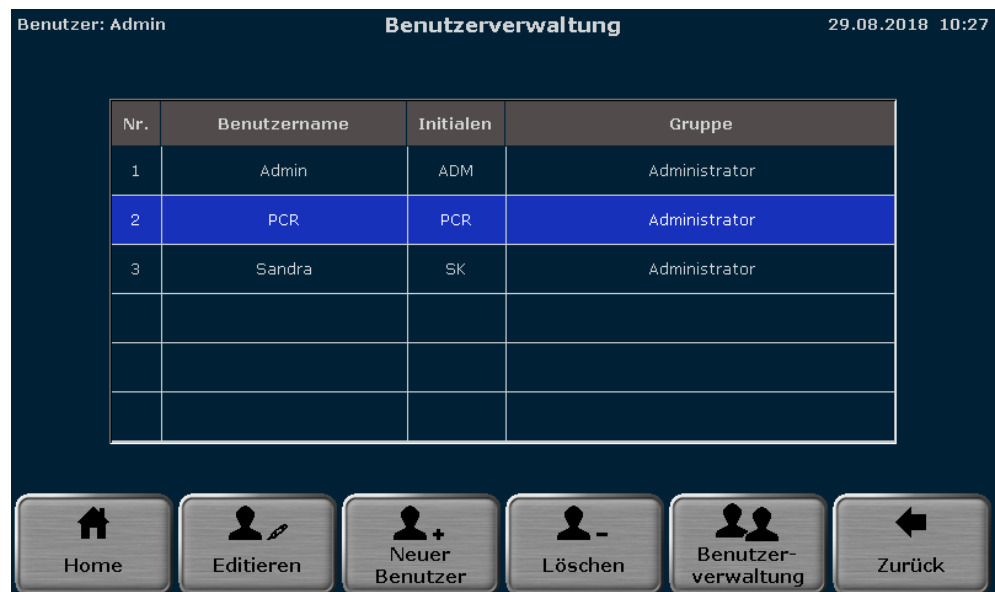 Benutzer: Admin Benutzerverwaltung 29.08.2018 10:27
Nr. Benutzername Initialen Gruppe
1 Admin ADM Administrator
2 PCR PCR Administrator
3 Sandra SK Administrator
Home
Editieren
Neuer
Benutzer
Löschen
Benutzer-
verwaltung
Zurück